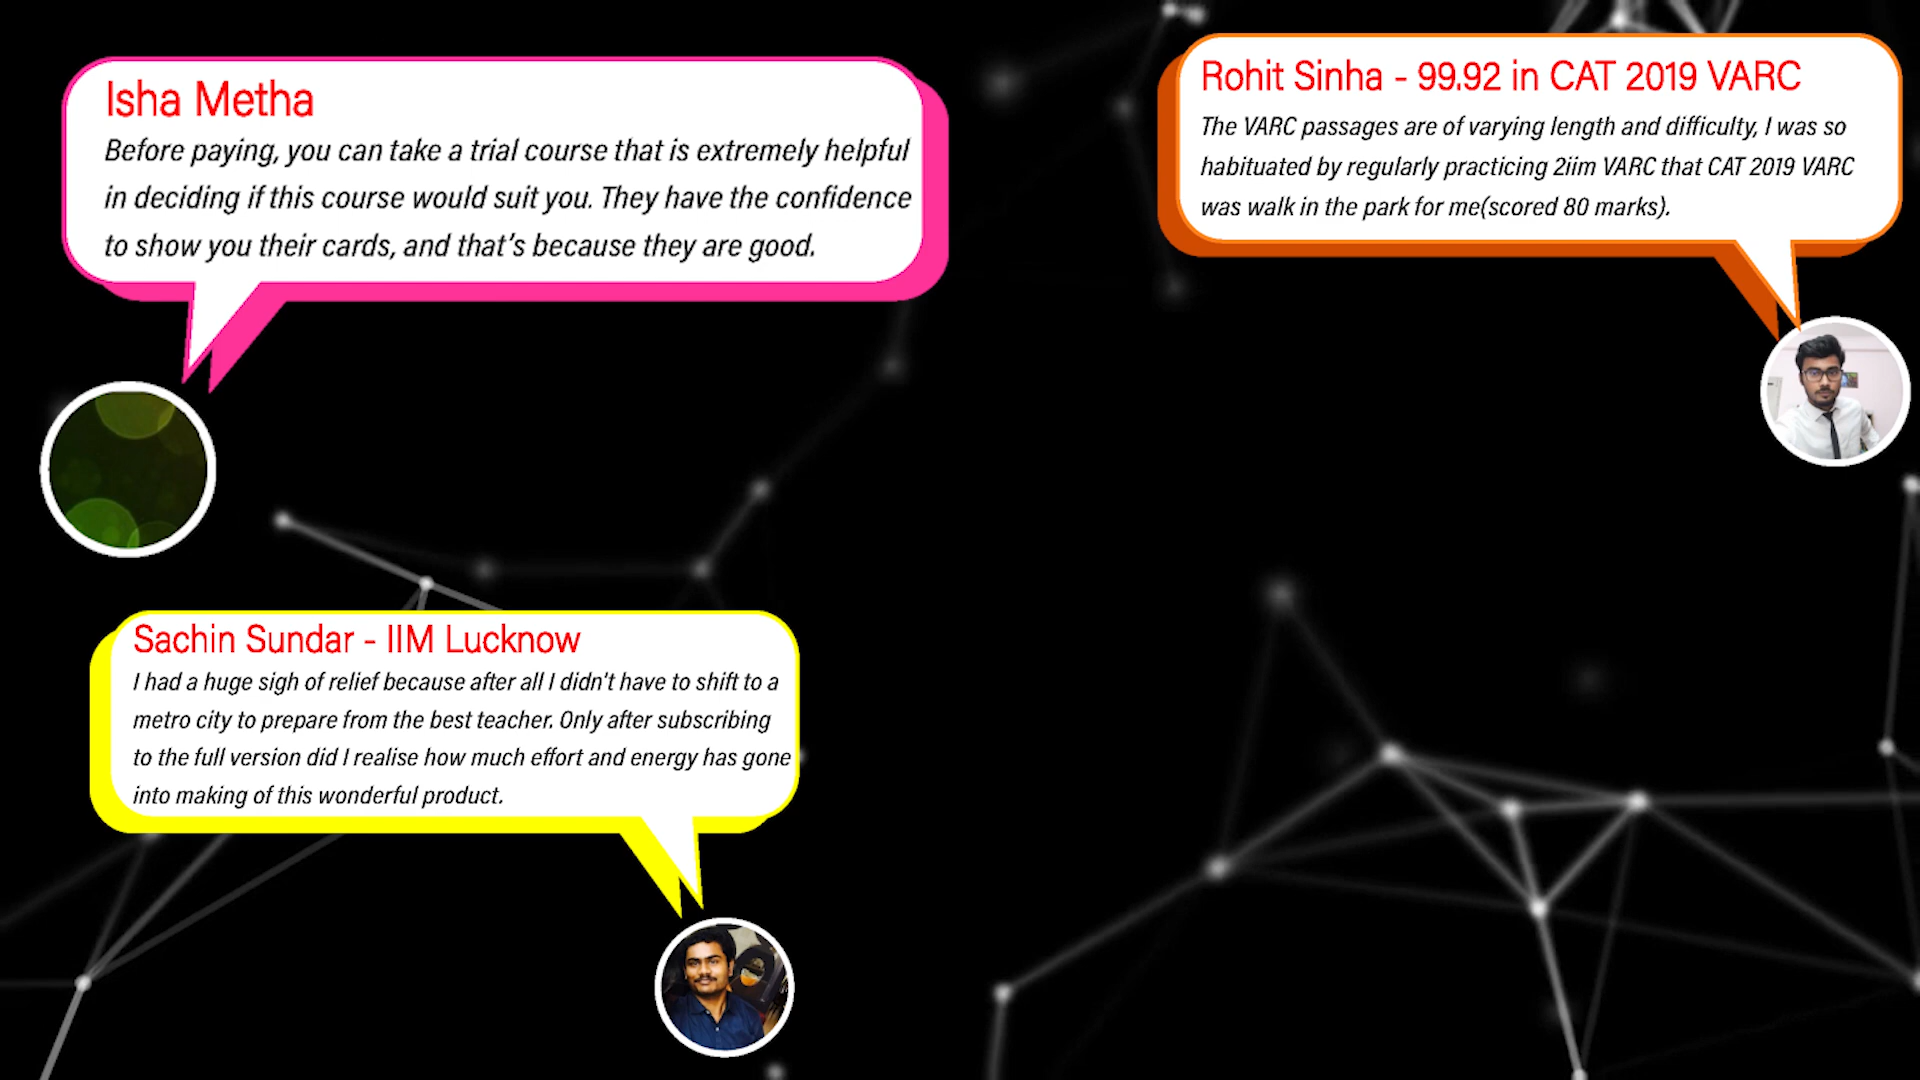 Isha Metha
Before paying, you can take a trial course that is extremely helpful
in deciding if this course would suit you. They have the confidence
to show you their cards, and that's because they are good.
Rohit Sinha - 99.92 in CAT 2019 VARC
The VARC passages are of varying length and difficulty, I was so
habituated by regularly practicing 2iim VARC that CAT 2019 VARC
was walk in the park for me(scored 80 marks).
Sachin Sundar - IIM Lucknow
I had a huge sigh of relief because after all I didn't have to shift to a
metro city to prepare from the best teacher. Only after subscribing
to the full version did I realise how much effort and energy has gone
into making of this wonderful product.